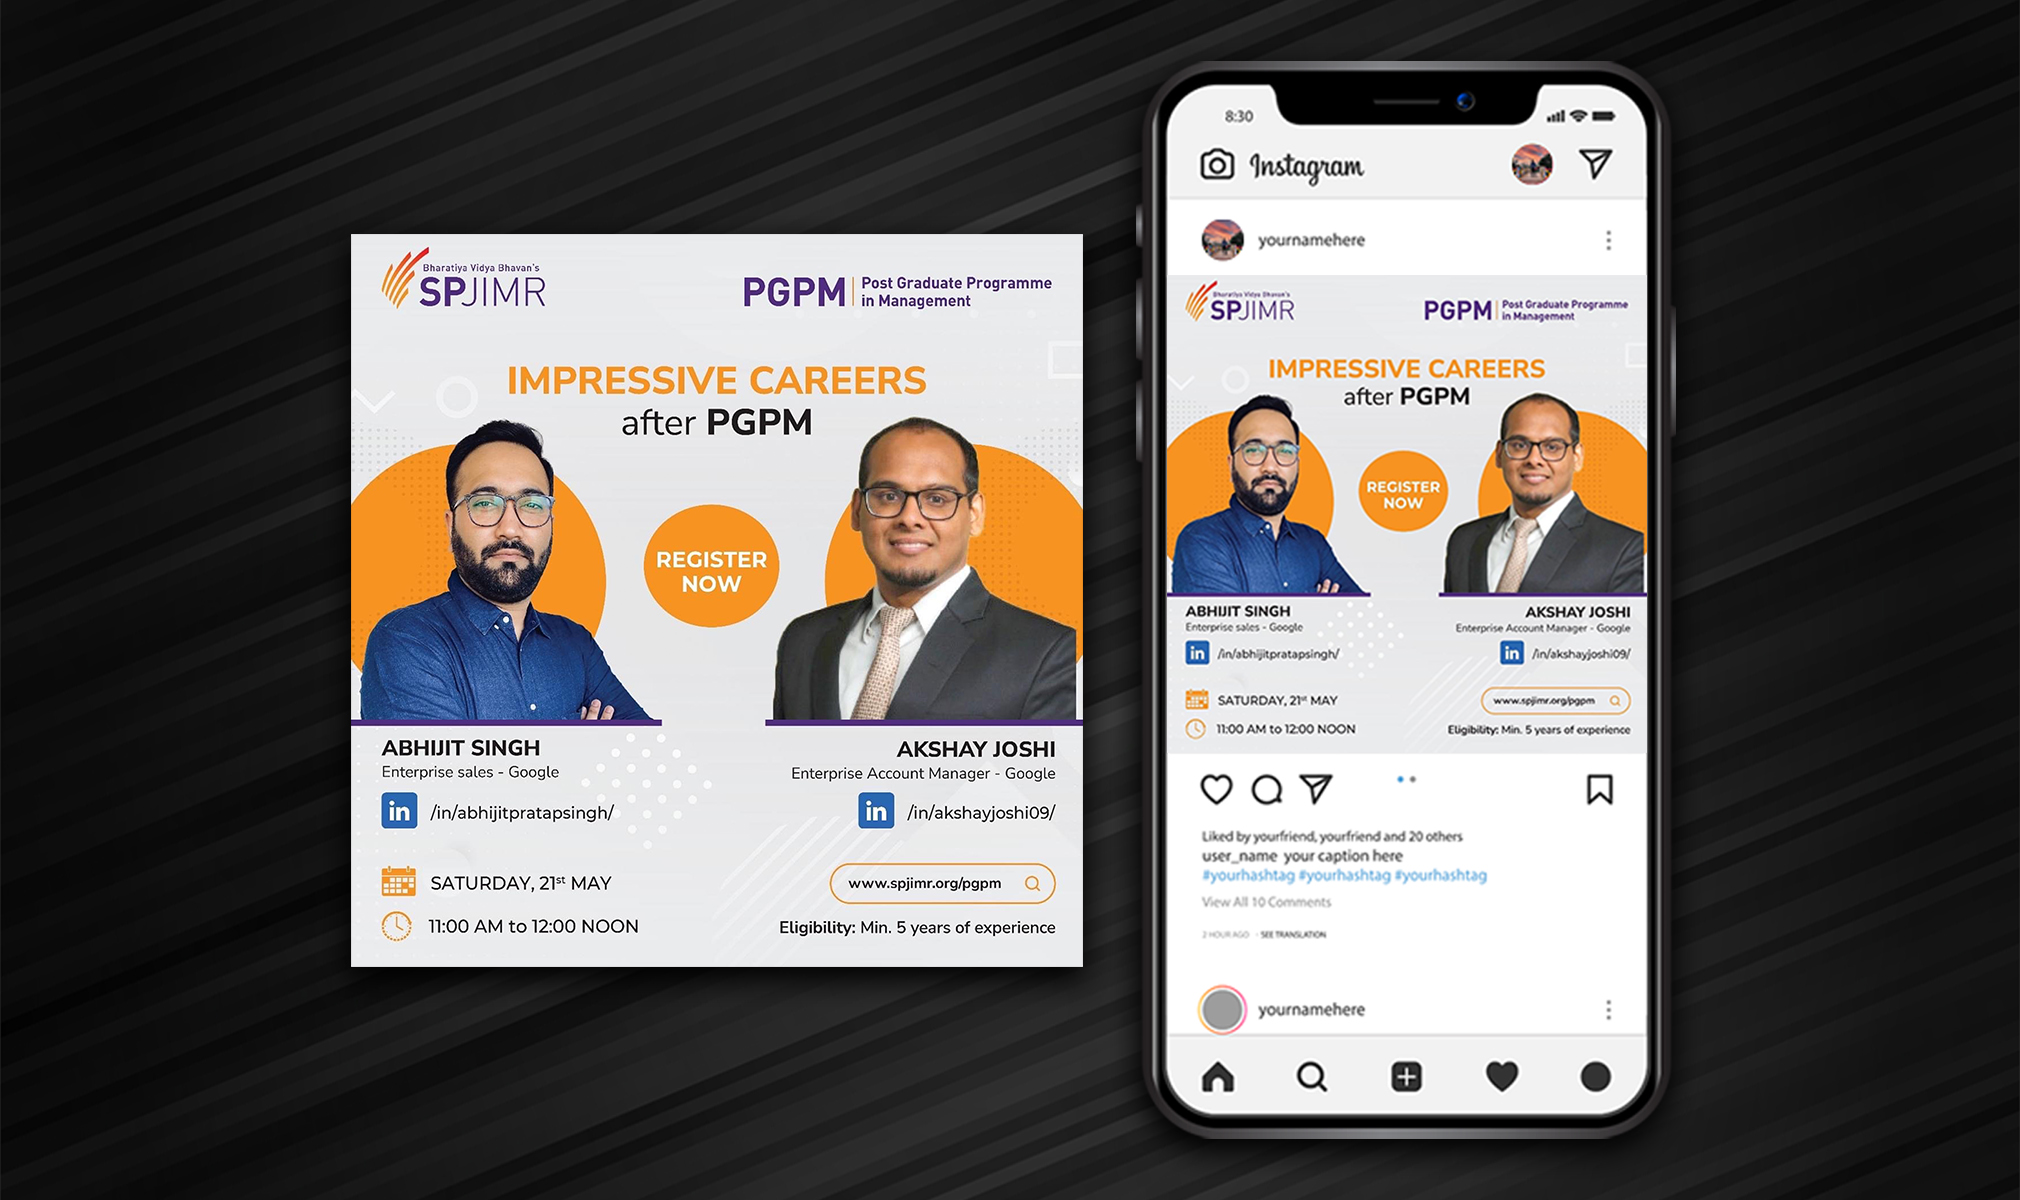 Bharatiya Vidya Bhavan's
SPJIMR
PGPM
Post Graduate Programme
in Management
IMPRESSIVE CAREERS
after PGPM
REGISTER
NOW
ABHIJIT SINGH
Enterprise sales - Google
in /in/abhijitpratapsingh/
AKSHAY JOSHI
Enterprise Account Manager - Google
in /in/akshayjoshi09/
SATURDAY, 21st MAY
11:00 AM to 12:00 NOON
www.spjimr.org/pgpm
Eligibility: Min. 5 years of experience
8:30
Instagram
yournamehere
Bharatiya Vidya Bhavan's
SPJIMR
PGPM
Post Graduate Programme
in Management
IMPRESSIVE CAREERS
after PGPM
REGISTER
NOW
ABHIJIT SINGH
Enterprise sales - Google
in /in/abhijitpratapsingh/
AKSHAY JOSHI
Enterprise Account Manager - Google
in /in/akshayjoshi09/
SATURDAY, 21st MAY
11:00 AM to 12:00 NOON
www.spjimr.org/pgpm
Eligibility: Min. 5 years of experience
Liked by yourfriend, yourfriend and 20 others
user_name your caption here
#yourhashtag #yourhashtag #yourhashtag
View All 10 Comments
2 HOUR AGO - SEE TRANSLATION
yournamehere